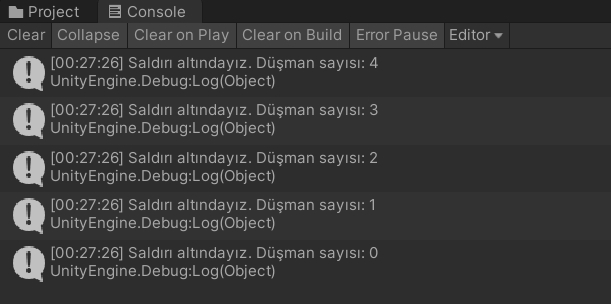 Project Console
Clear Collapse Clear on Play Clear on Build Error Pause Editor
[00:27:26] Saldırı altındayız. Düşman sayısı: 4
UnityEngine.Debug:Log(Object)
[00:27:26] Saldırı altındayız. Düşman sayısı: 3
UnityEngine.Debug:Log(Object)
[00:27:26] Saldırı altındayız. Düşman sayısı: 2
UnityEngine.Debug:Log(Object)
[00:27:26] Saldırı altındayız. Düşman sayısı: 1
UnityEngine.Debug:Log(Object)
[00:27:26] Saldırı altındayız. Düşman sayısı: 0
UnityEngine.Debug:Log(Object)